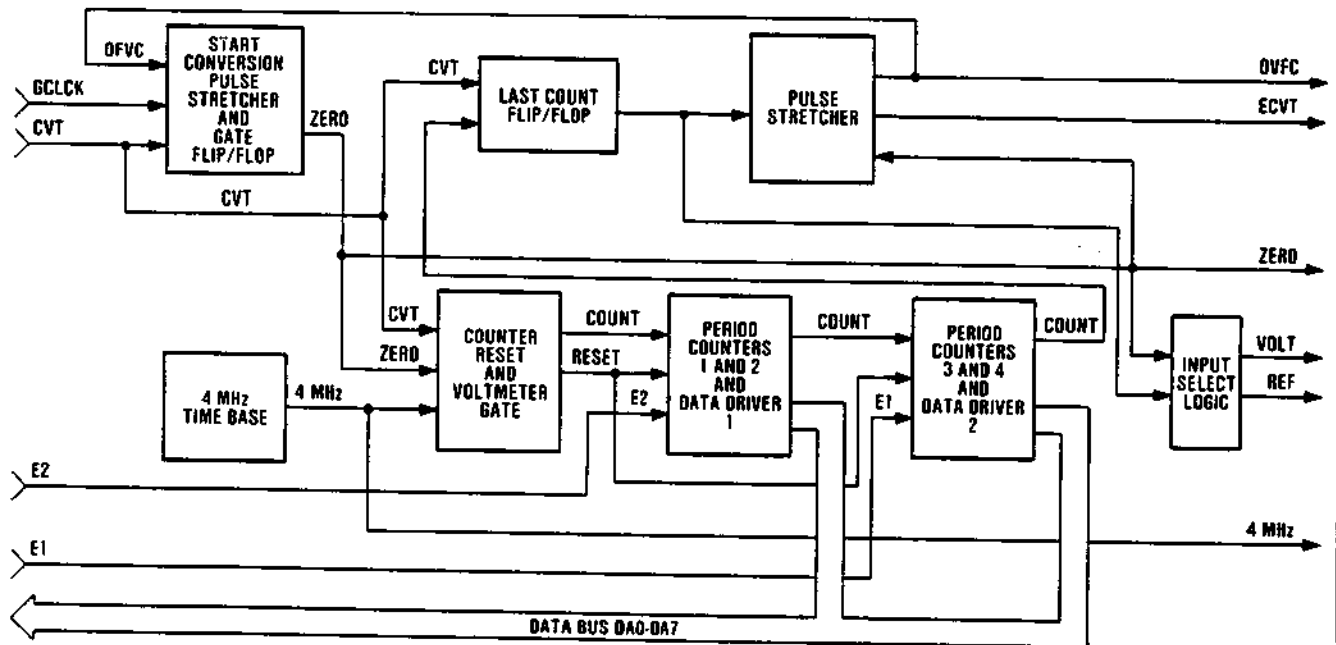 OFVC
START
CONVERSION
PULSE
STRETCHER
AND
GATE
FLIP/FLOP
GCLCK
CVT
ZERO
CVT
CVT
LAST COUNT
FLIP/FLOP
PULSE
STRETCHER
OVFC
ECVT
ZERO
CVT
ZERO
COUNTER
RESET
AND
VOLTMETER
GATE
COUNT
RESET
E2
PERIOD
COUNTERS
1 AND 2
AND
DATA DRIVER
1
COUNT
E1
PERIOD
COUNTERS
3 AND 4
AND
DATA DRIVER
2
COUNT
INPUT
SELECT
LOGIC
VOLT
REF
4 MHz
TIME BASE
4 MHz
E2
E1
4 MHz
DATA BUS DA0-DA7